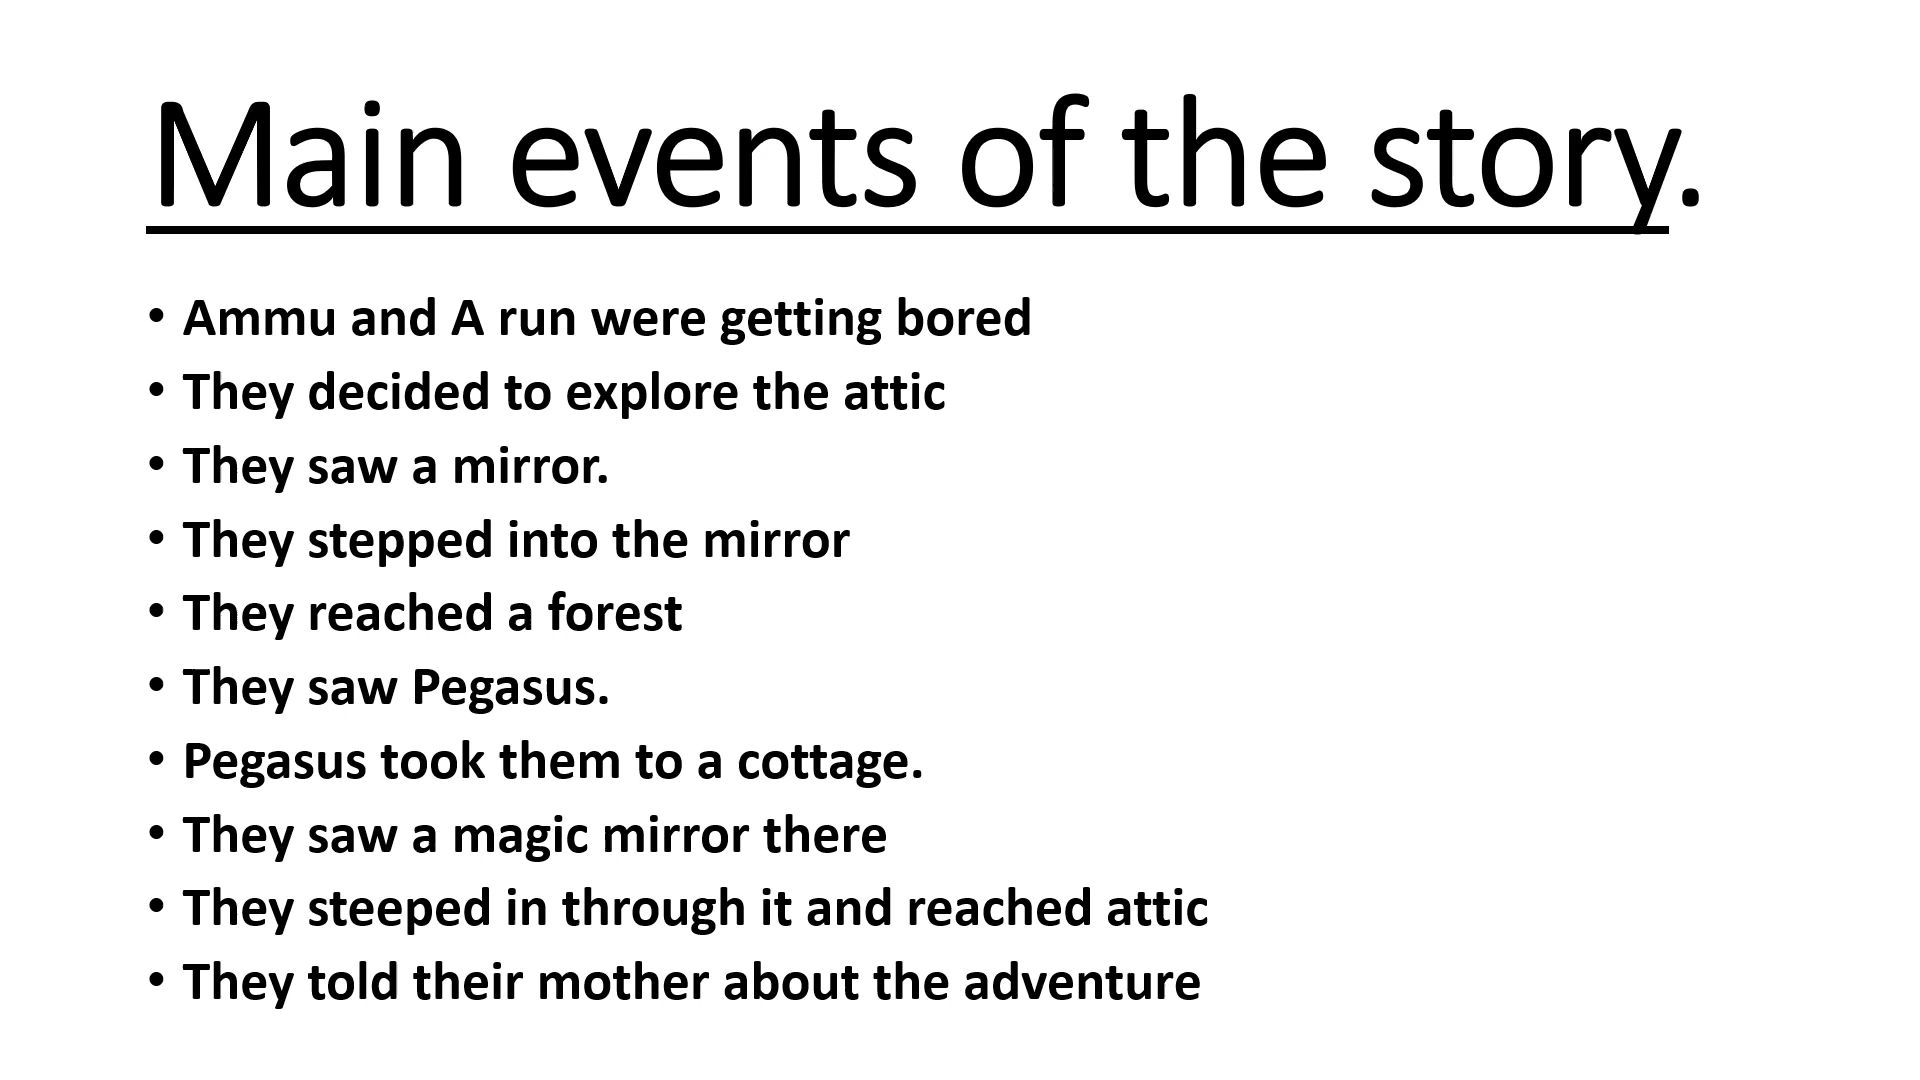 Main events of the story.
• Ammu and A run were getting bored
• They decided to explore the attic
• They saw a mirror.
• They stepped into the mirror
• They reached a forest
• They saw Pegasus.
• Pegasus took them to a cottage.
• They saw a magic mirror there
• They steeped in through it and reached attic
• They told their mother about the adventure